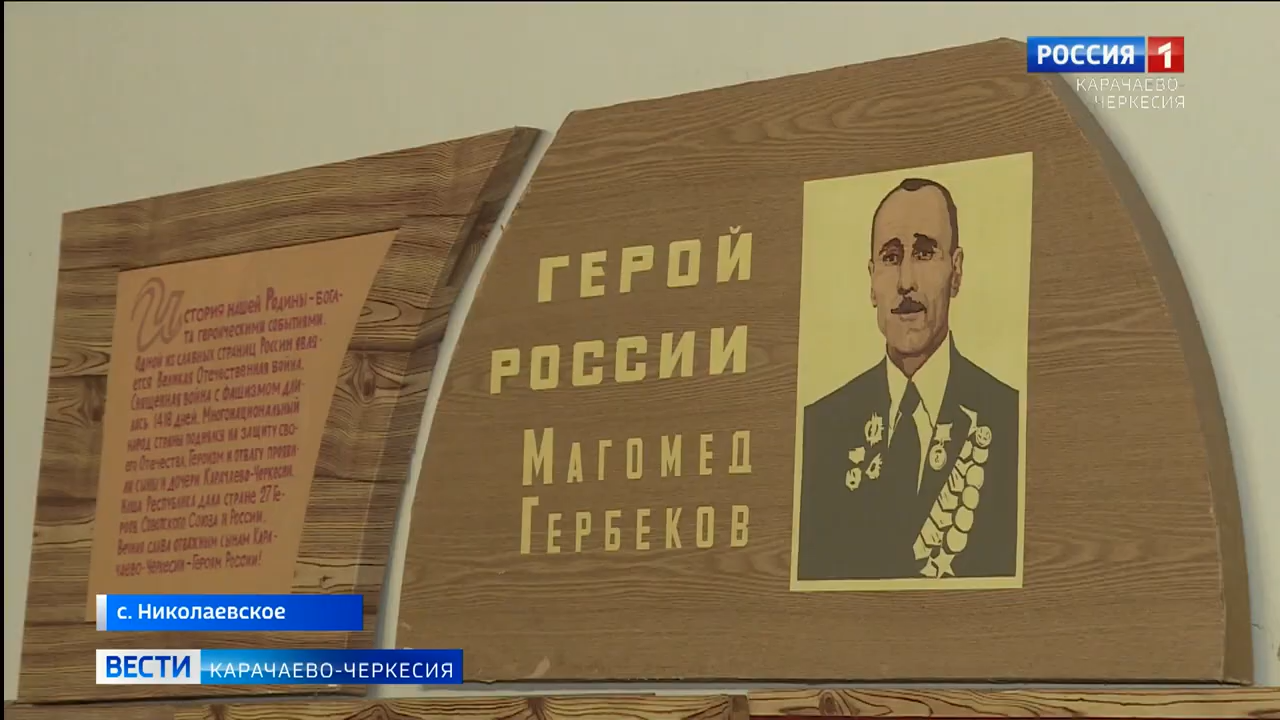 РОССИЯ 1
КАРАЧАЕВО-
ЧЕРКЕСИЯ
ГЕРОЙ
РОССИИ
МАГОМЕД
ГЕРБЕКОВ
ИСТОРИЯ НАШЕЙ РОДИНЫ – БОГА-
ТА ГЕРОИЧЕСКИМИ СОБЫТИЯМИ.
ОДНОЙ ИЗ СЛАВНЫХ СТРАНИЦ РОССИИ ЯВЛЯ-
ЕТСЯ ВЕЛИКАЯ ОТЕЧЕСТВЕННАЯ ВОЙНА.
СВЯЩЕННАЯ ВОЙНА С ФАШИЗМОМ ДЛИ-
ЛАСЬ 1418 ДНЕЙ. МНОГОНАЦИОНАЛЬНЫЙ
НАРОД СТРАНЫ ПОДНЯЛСЯ НА ЗАЩИТУ СВО-
ЕГО ОТЕЧЕСТВА. ГЕРОИЗМ И ОТВАГУ ПРОЯВИ-
ЛИ СЫНЫ И ДОЧЕРИ КАРАЧАЕВО-ЧЕРКЕСИИ.
НАША РЕСПУБЛИКА ДАЛА СТРАНЕ 27 ГЕ-
РОЕВ СОВЕТСКОГО СОЮЗА И РОССИИ.
ВЕЧНАЯ СЛАВА ОТВАЖНЫМ СЫНАМ КАРА-
ЧАЕВО-ЧЕРКЕСИИ – ГЕРОЯМ РОССИИ!
с. Николаевское
ВЕСТИ КАРАЧАЕВО-ЧЕРКЕСИЯ